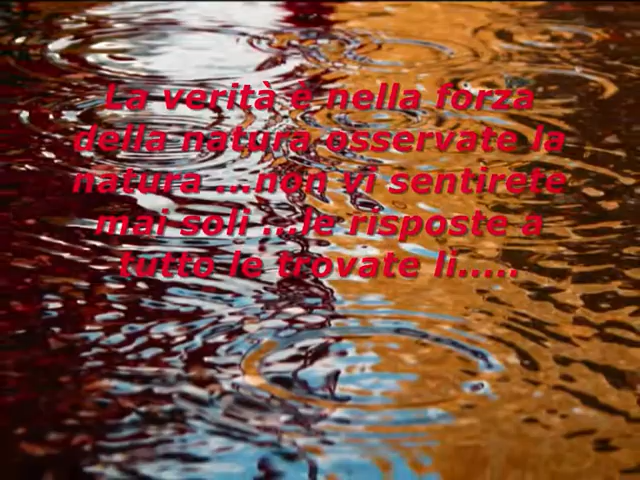 La verità è nella forza
della natura osservate la
natura ...non vi sentirete
mai soli ...le risposte a
tutto le trovate li.....